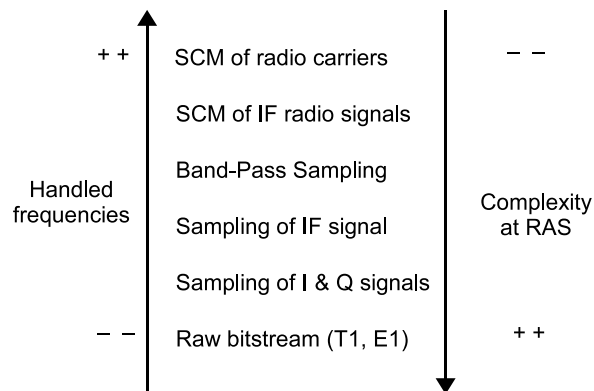 + +
SCM of radio carriers
– –
SCM of IF radio signals
Band-Pass Sampling
Handled
frequencies
Sampling of IF signal
Complexity
at RAS
Sampling of I & Q signals
– –
Raw bitstream (T1, E1)
+ +